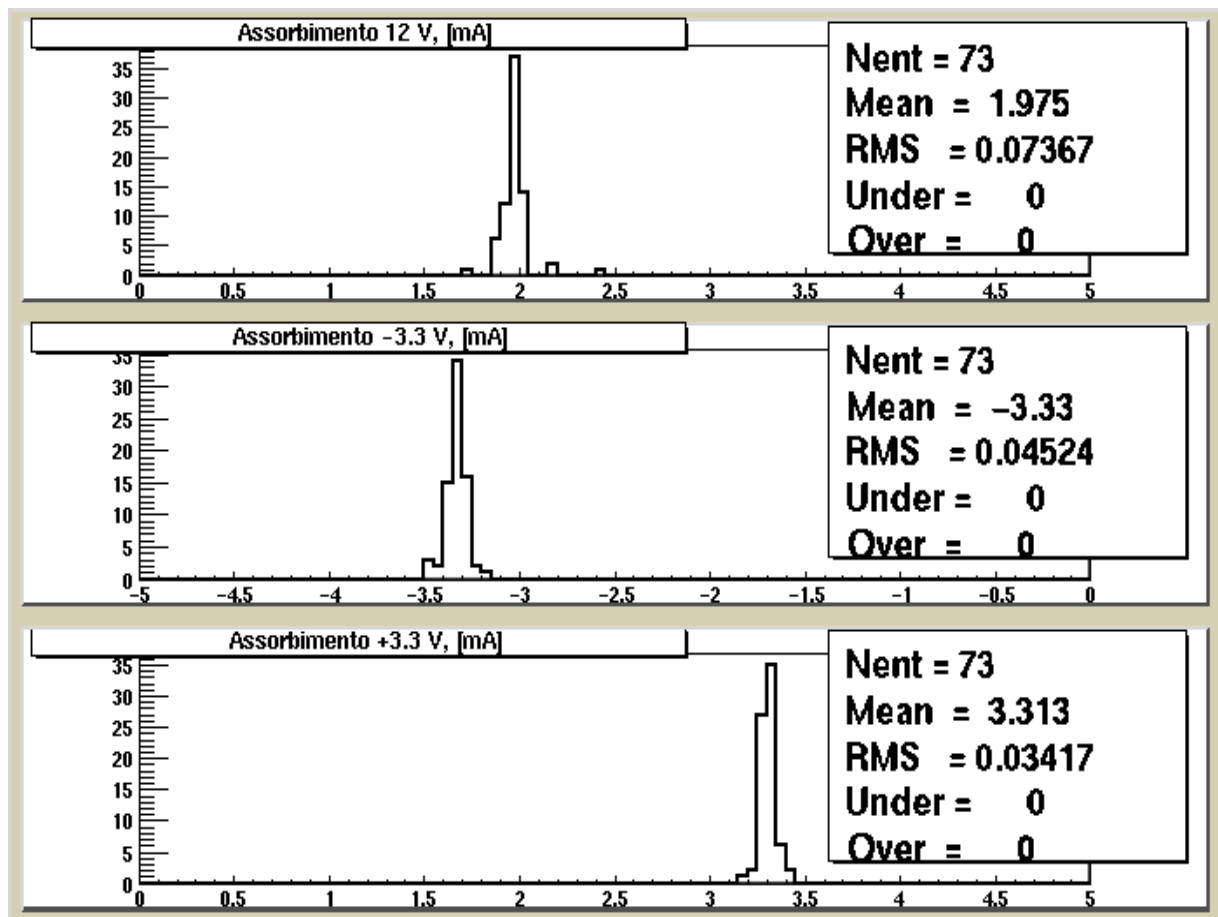 Assorbimento 12 V, [mA]
Nent = 73
Mean = 1.975
RMS = 0.07367
Under = 0
Over = 0
35
30
25
20
15
10
5
0
0 0.5 1 1.5 2 2.5 3 3.5 4 4.5 5
Assorbimento −3.3 V, [mA]
Nent = 73
Mean = −3.33
RMS = 0.04524
Under = 0
Over = 0
35
30
25
20
15
10
5
0
−5 −4.5 −4 −3.5 −3 −2.5 −2 −1.5 −1 −0.5 0
Assorbimento +3.3 V, [mA]
Nent = 73
Mean = 3.313
RMS = 0.03417
Under = 0
Over = 0
35
30
25
20
15
10
5
0
0 0.5 1 1.5 2 2.5 3 3.5 4 4.5 5